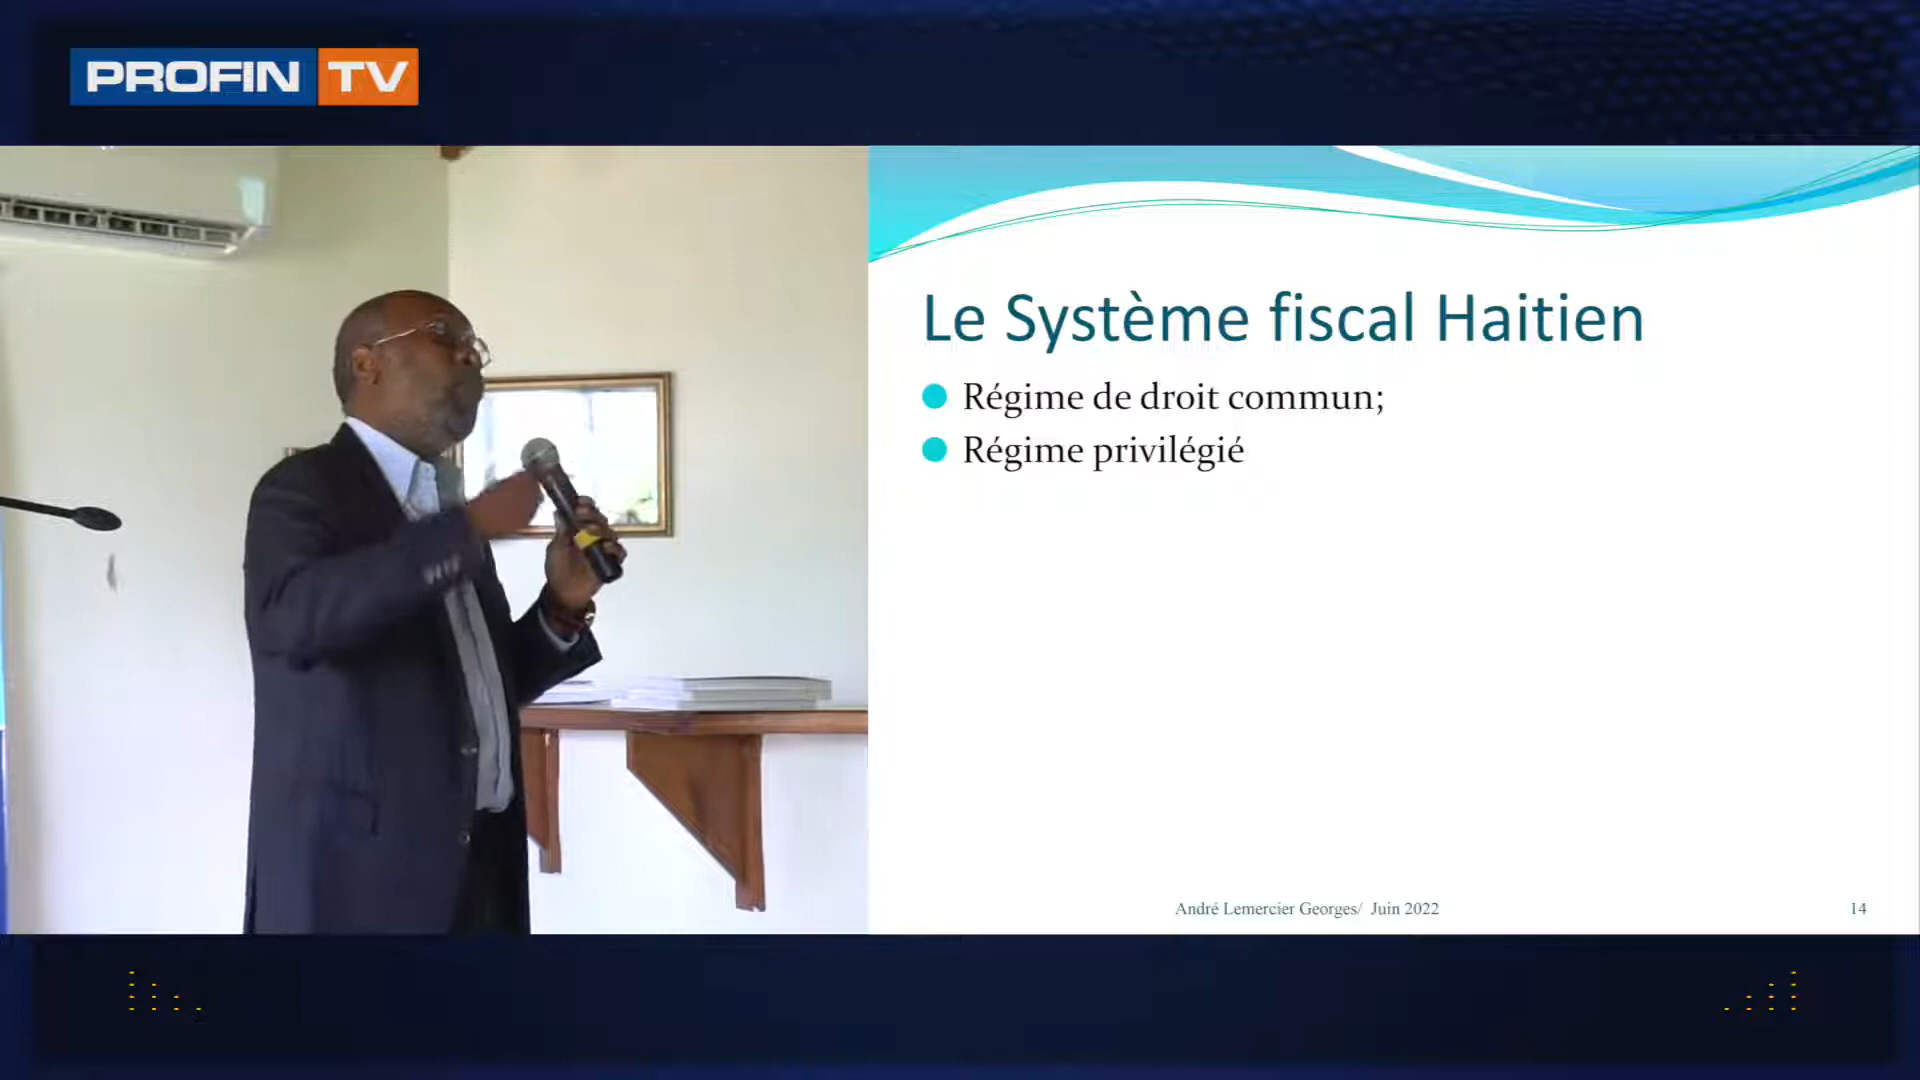 PROFIN TV
Le Système fiscal Haitien
Régime de droit commun;
Régime privilégié
André Lemercier Georges/ Juin 2022
14